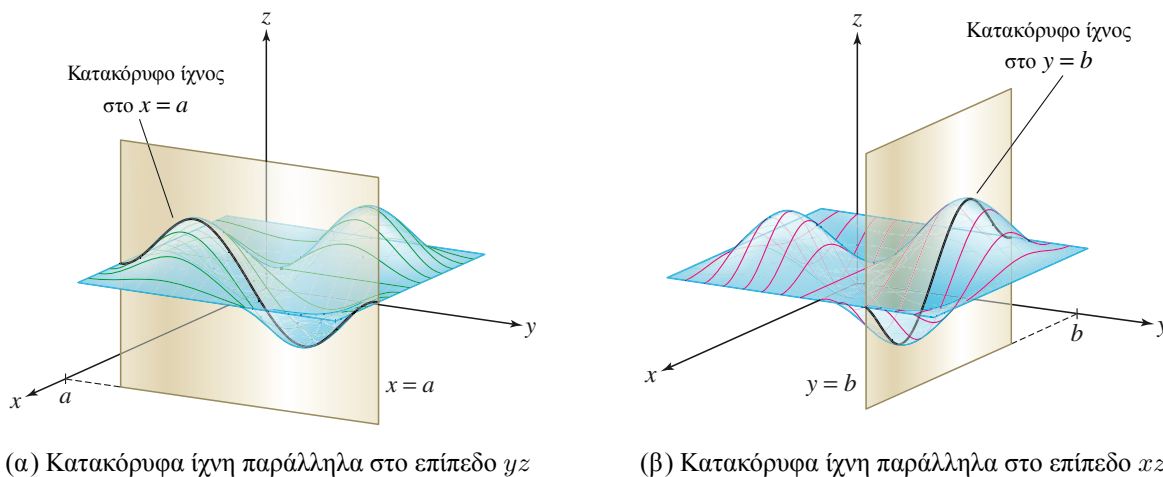 z
Κατακόρυφο ίχνος
στο x = a
y
x
a
x = a
(α) Κατακόρυφα ίχνη παράλληλα στο επίπεδο yz
z
Κατακόρυφο ίχνος
στο y = b
y
b
x
y = b
(β) Κατακόρυφα ίχνη παράλληλα στο επίπεδο xz